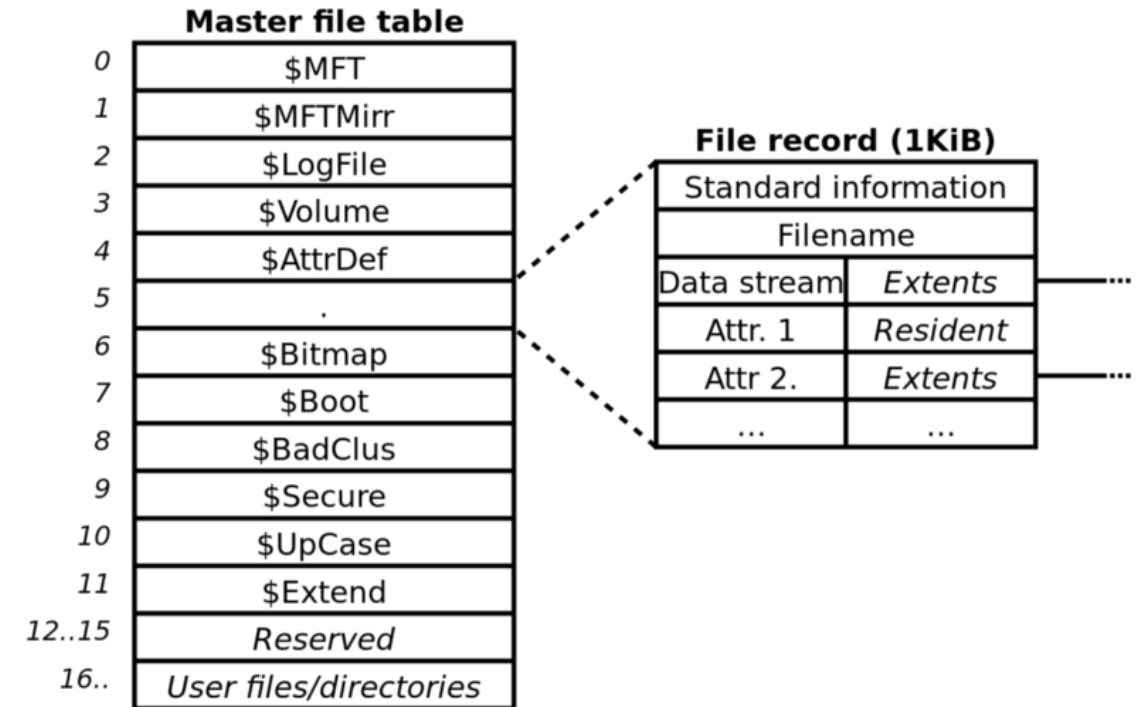 Master file table
0 $MFT
1 $MFTMirr
2 $LogFile
3 $Volume
4 $AttrDef
5 .
6 $Bitmap
7 $Boot
8 $BadClus
9 $Secure
10 $UpCase
11 $Extend
12..15 Reserved
16.. User files/directories
File record (1KiB)
Standard information
Filename
Data stream Extents
Attr. 1 Resident
Attr 2. Extents
... ...